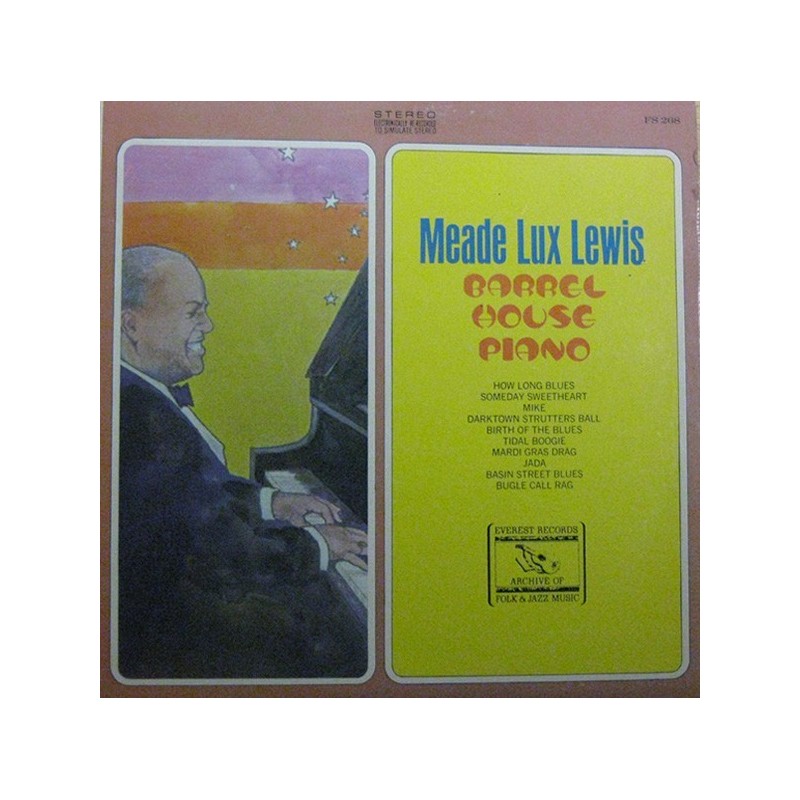 STEREO
ELECTRONICALLY RE-RECORDED
TO SIMULATE STEREO
FS 268
Meade Lux Lewis
BARREL
HOUSE
PIANO
HOW LONG BLUES
SOMEDAY SWEETHEART
MIKE
DARKTOWN STRUTTERS BALL
BIRTH OF THE BLUES
TIDAL BOOGIE
MARDI GRAS DRAG
JADA
BASIN STREET BLUES
BUGLE CALL RAG
EVEREST RECORDS
ARCHIVE OF
FOLK & JAZZ MUSIC